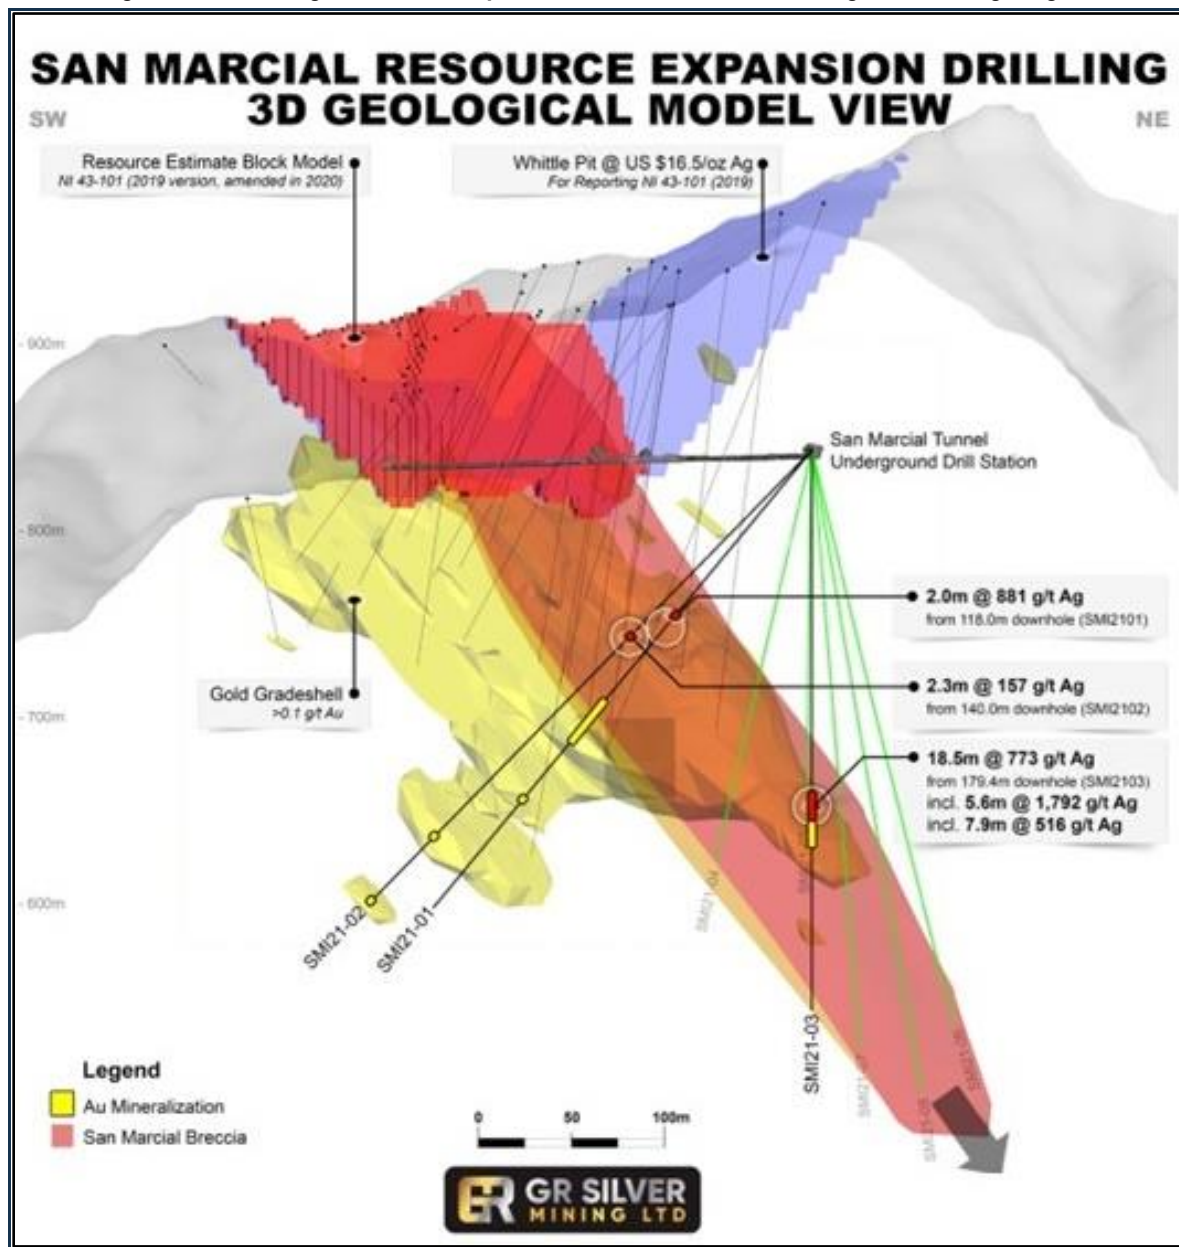 SAN MARCIAL RESOURCE EXPANSION DRILLING
3D GEOLOGICAL MODEL VIEW
SW
NE
Resource Estimate Block Model
NI 43-101 (2019 version, amended in 2020)
Whittle Pit @ US $16.5/oz Ag
For Reporting NI 43-101 (2019)
- 900m
San Marcial Tunnel
Underground Drill Station
- 800m
2.0m @ 881 g/t Ag
from 118.0m downhole (SMI2101)
2.3m @ 157 g/t Ag
from 140.0m downhole (SMI2102)
Gold Gradeshell
>0.1 g/t Au
- 700m
18.5m @ 773 g/t Ag
from 179.4m downhole (SMI2103)
incl. 5.6m @ 1,792 g/t Ag
incl. 7.9m @ 516 g/t Ag
- 600m
SMI21-02
SMI21-01
SMI21-03
Legend
Au Mineralization
San Marcial Breccia
0 50 100m
GR SILVER
MINING LTD